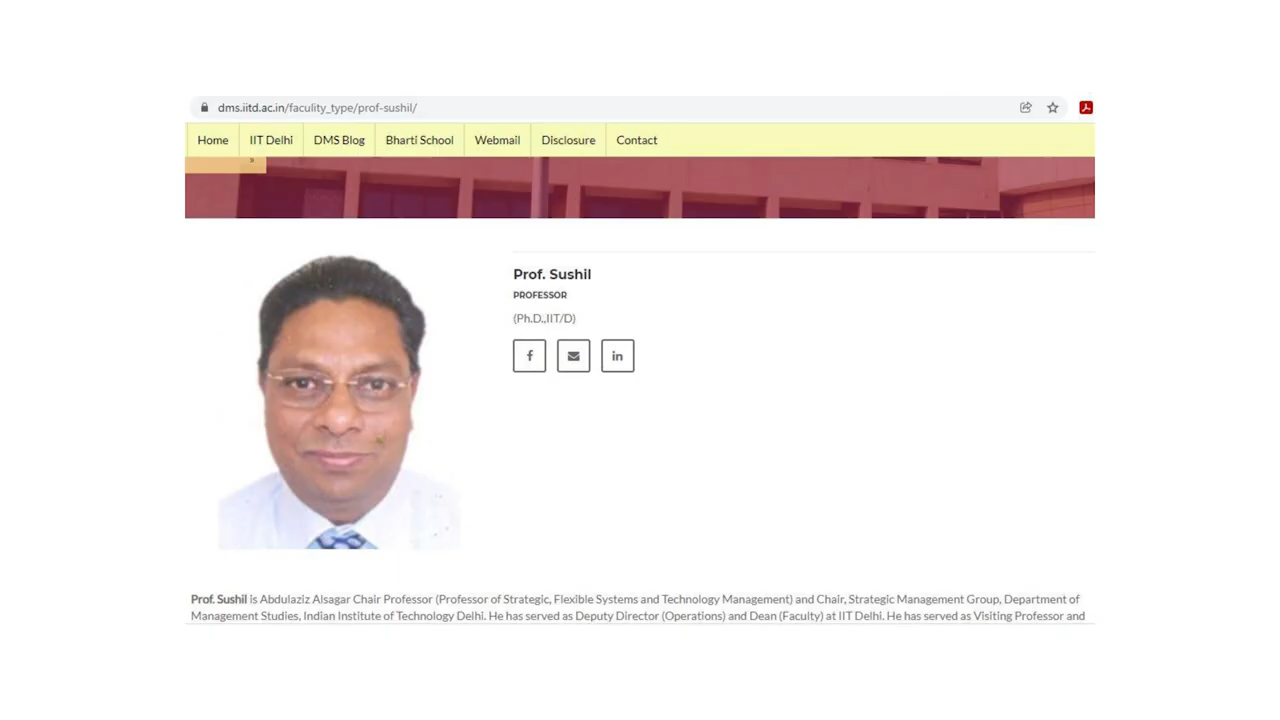 dms.iitd.ac.in/faculity_type/prof-sushil/
Home IIT Delhi DMS Blog Bharti School Webmail Disclosure Contact
»
Prof. Sushil
PROFESSOR
(Ph.D.,IIT/D)
f in
Prof. Sushil is Abdulaziz Alsagar Chair Professor (Professor of Strategic, Flexible Systems and Technology Management) and Chair, Strategic Management Group, Department of
Management Studies, Indian Institute of Technology Delhi. He has served as Deputy Director (Operations) and Dean (Faculty) at IIT Delhi. He has served as Visiting Professor and